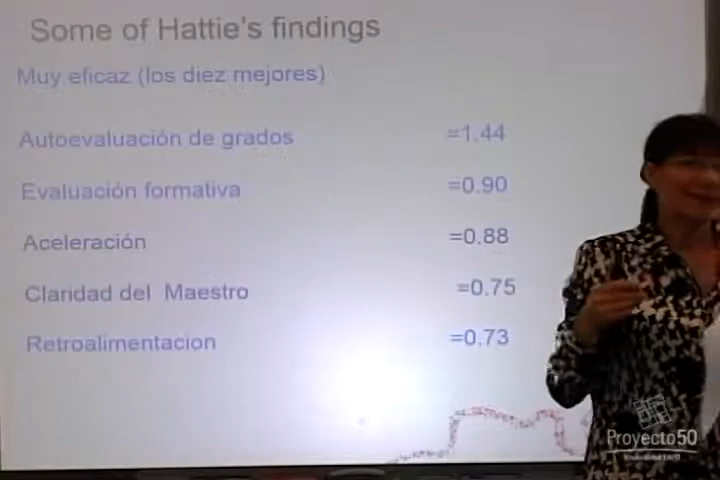 Some of Hattie's findings
Muy eficaz (los diez mejores)
Autoevaluación de grados =1.44
Evaluación formativa =0.90
Aceleración =0.88
Claridad del Maestro =0.75
Retroalimentacion =0.73
Proyecto50